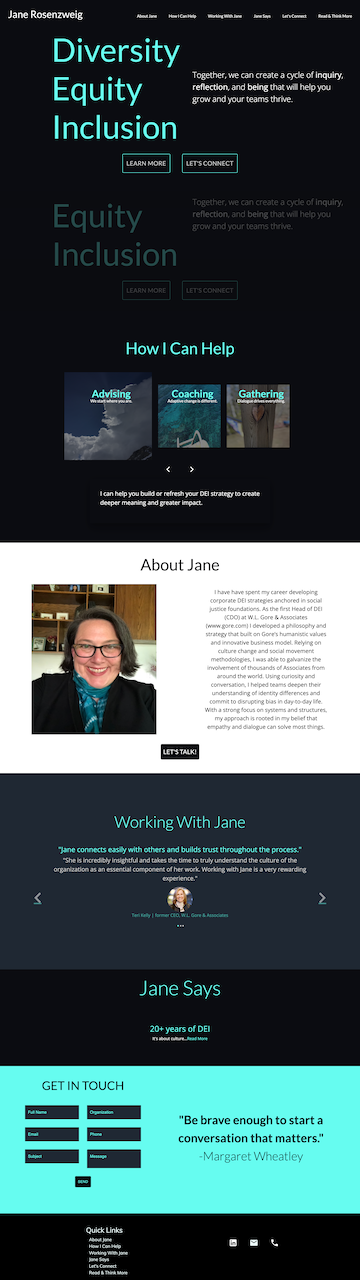 Jane Rosenzweig
About Jane How I Can Help Working With Jane Jane Says Let's Connect Read & Think More
Diversity
Equity
Inclusion
Together, we can create a cycle of inquiry,
reflection, and being that will help you
grow and your teams thrive.
LEARN MORE LET'S CONNECT
Equity
Inclusion
Together, we can create a cycle of inquiry,
reflection, and being that will help you
grow and your teams thrive.
LEARN MORE LET'S CONNECT
How I Can Help
Advising
We start where you are.
Coaching
Adaptive change is different.
Gathering
Dialogue drives everything.
I can help you build or refresh your DEI strategy to create
deeper meaning and greater impact.
About Jane
I have have spent my career developing
corporate DEI strategies anchored in social
justice foundations. As the first Head of DEI
(CDO) at W.L. Gore & Associates
(www.gore.com) I developed a philosophy and
strategy that built on Gore's humanistic values
and innovative business model. Relying on
culture change and social movement
methodologies, I was able to galvanize the
involvement of thousands of Associates from
around the world. Using curiosity and
conversation, I helped teams deepen their
understanding of identity differences and
commit to disrupting bias in day-to-day life.
With a strong focus on systems and structures,
my approach is rooted in my belief that
empathy and dialogue can solve most things.
LET'S TALK!
Working With Jane
"Jane connects easily with others and builds trust throughout the process."
"She is incredibly insightful and takes the time to truly understand the culture of the
organization as an essential component of her work. Working with Jane is a very rewarding
experience."
Terri Kelly | former CEO, W.L. Gore & Associates
Jane Says
20+ years of DEI
It's about culture...Read More
GET IN TOUCH
Full Name Organization
Email Phone
Subject Message
SEND
"Be brave enough to start a
conversation that matters."
-Margaret Wheatley
Quick Links
About Jane
How I Can Help
Working With Jane
Jane Says
Let's Connect
Read & Think More